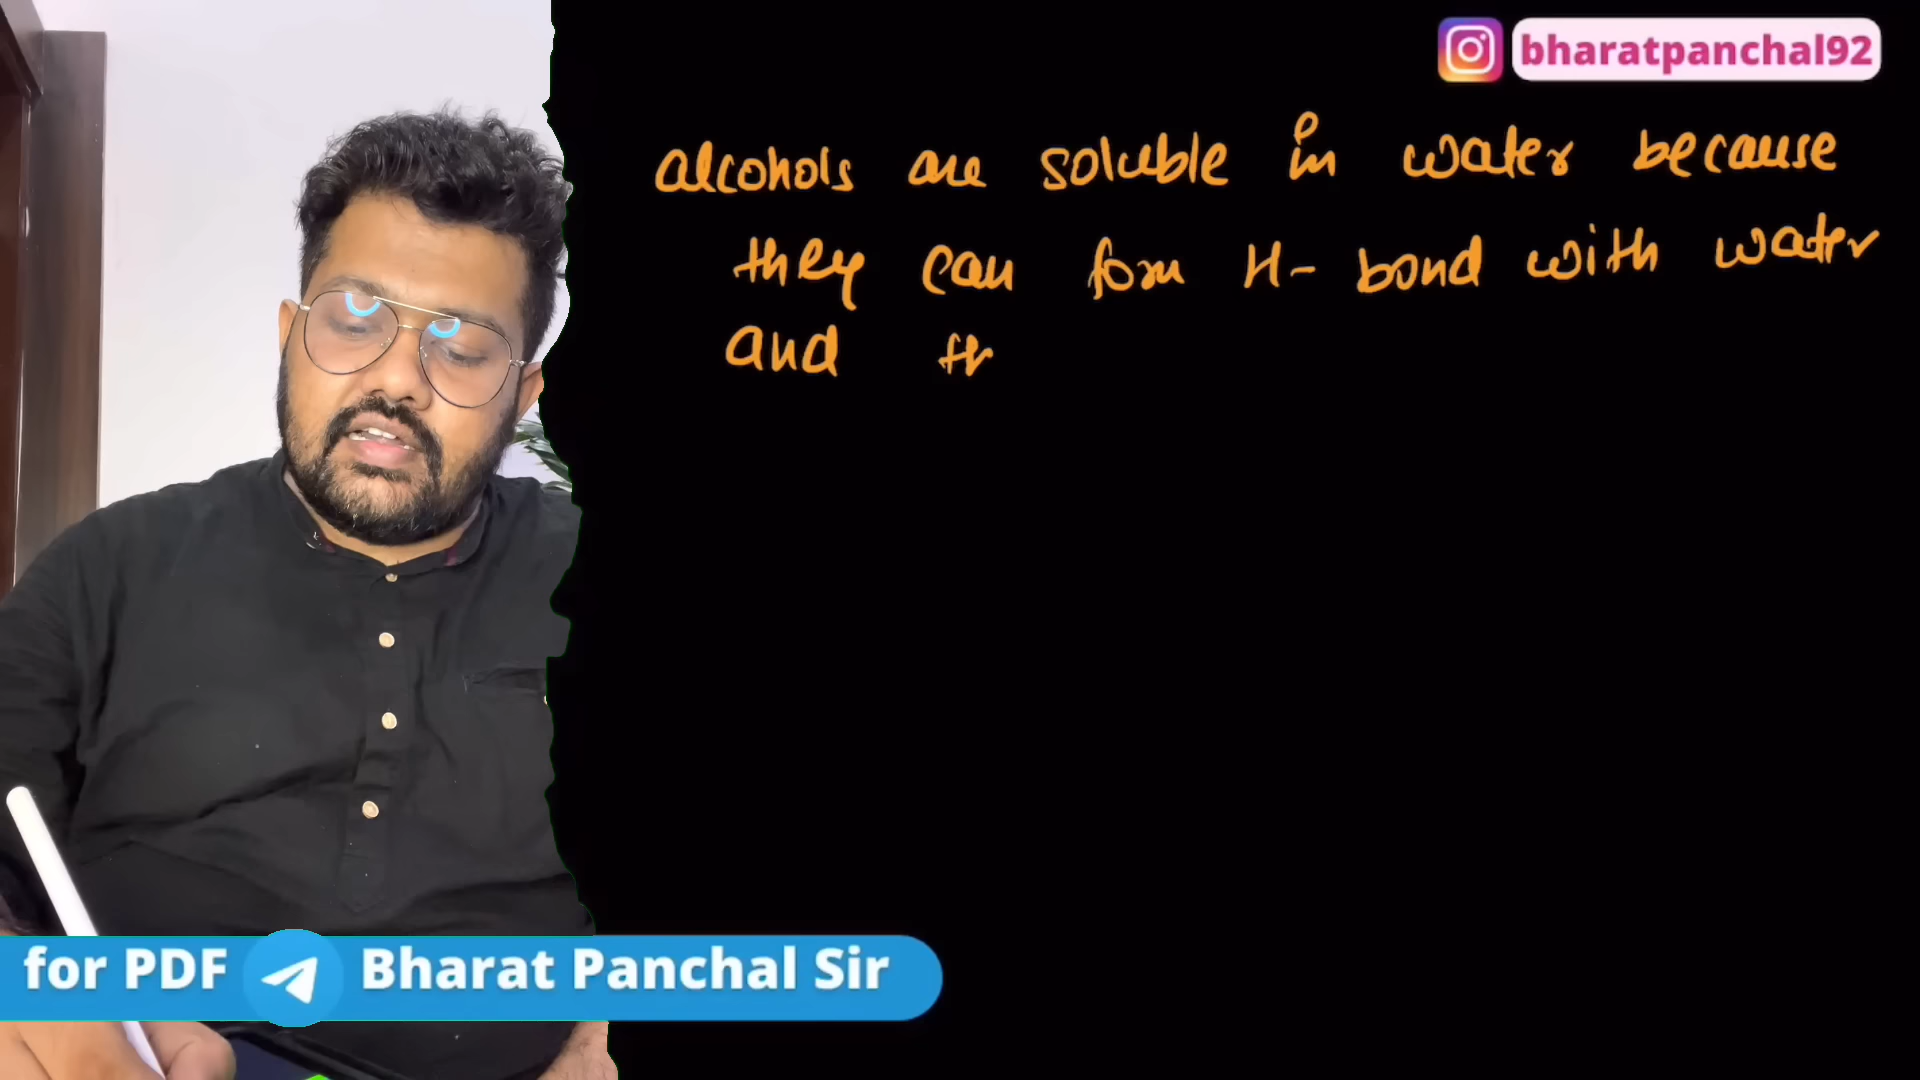 bharatpanchal92
alcohols are soluble in water because
they can form H- bond with water
and
for PDF Bharat Panchal Sir